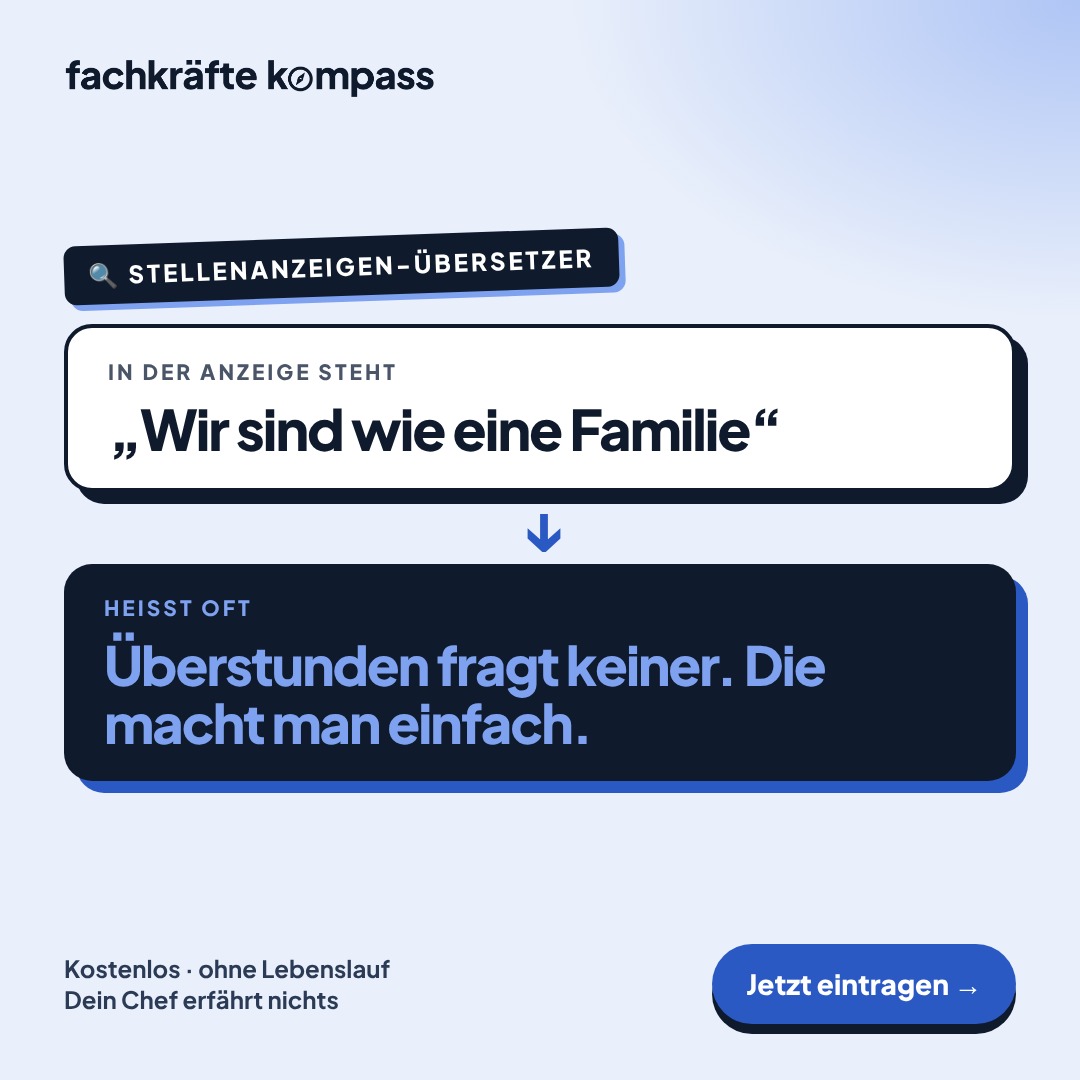 fachkräfte kompass
🔍 STELLENANZEIGEN-ÜBERSETZER
IN DER ANZEIGE STEHT
„Wir sind wie eine Familie“
↓
HEISST OFT
Überstunden fragt keiner. Die
macht man einfach.
Kostenlos · ohne Lebenslauf
Dein Chef erfährt nichts
Jetzt eintragen →